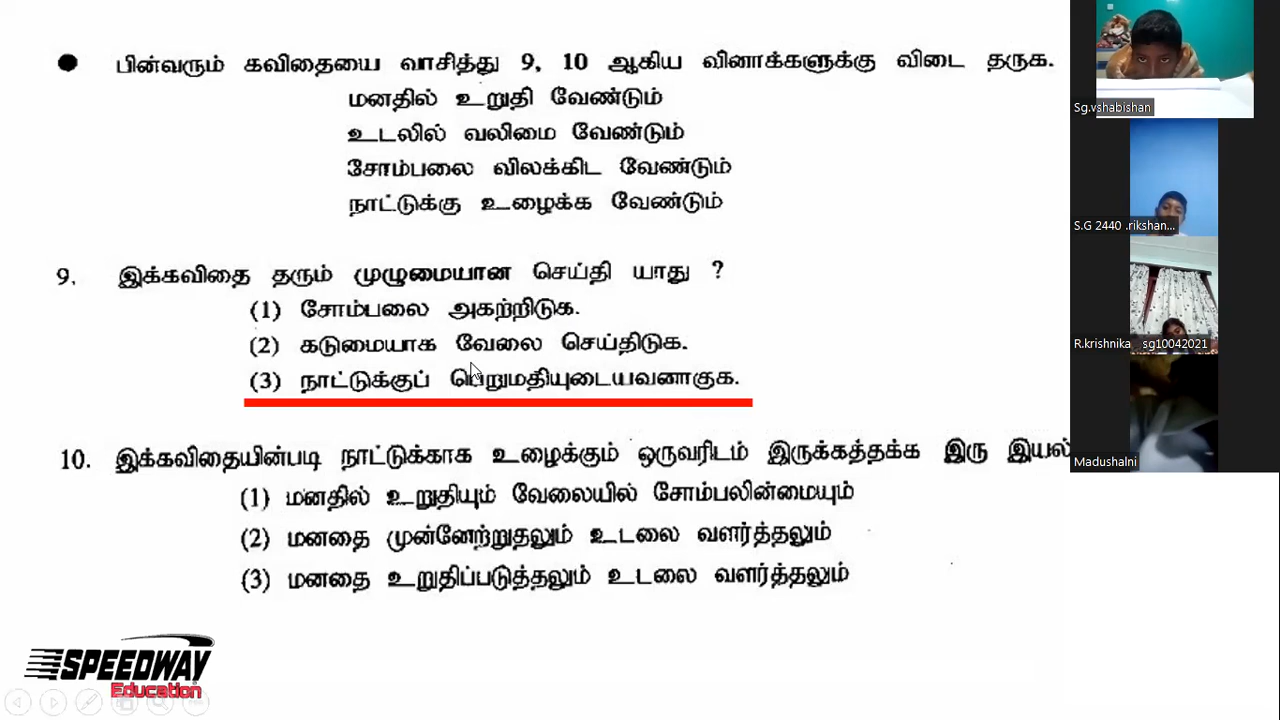 ● பின்வரும் கவிதையை வாசித்து 9, 10 ஆகிய வினாக்களுக்கு விடை தருக.
மனதில் உறுதி வேண்டும்
உடலில் வலிமை வேண்டும்
சோம்பலை விலக்கிட வேண்டும்
நாட்டுக்கு உழைக்க வேண்டும்
9. இக்கவிதை தரும் முழுமையான செய்தி யாது ?
(1) சோம்பலை அகற்றிடுக.
(2) கடுமையாக வேலை செய்திடுக.
(3) நாட்டுக்குப் பெறுமதியுடையவனாகுக.
10. இக்கவிதையின்படி நாட்டுக்காக உழைக்கும் ஒருவரிடம் இருக்கத்தக்க இரு இயல்
(1) மனதில் உறுதியும் வேலையில் சோம்பலின்மையும்
(2) மனதை முன்னேற்றுதலும் உடலை வளர்த்தலும்
(3) மனதை உறுதிப்படுத்தலும் உடலை வளர்த்தலும்
SPEEDWAY
Education
Sg.vshabishan
S.G 2440 .rikshan...
R.krishnika _ sg10042021
Madushalni